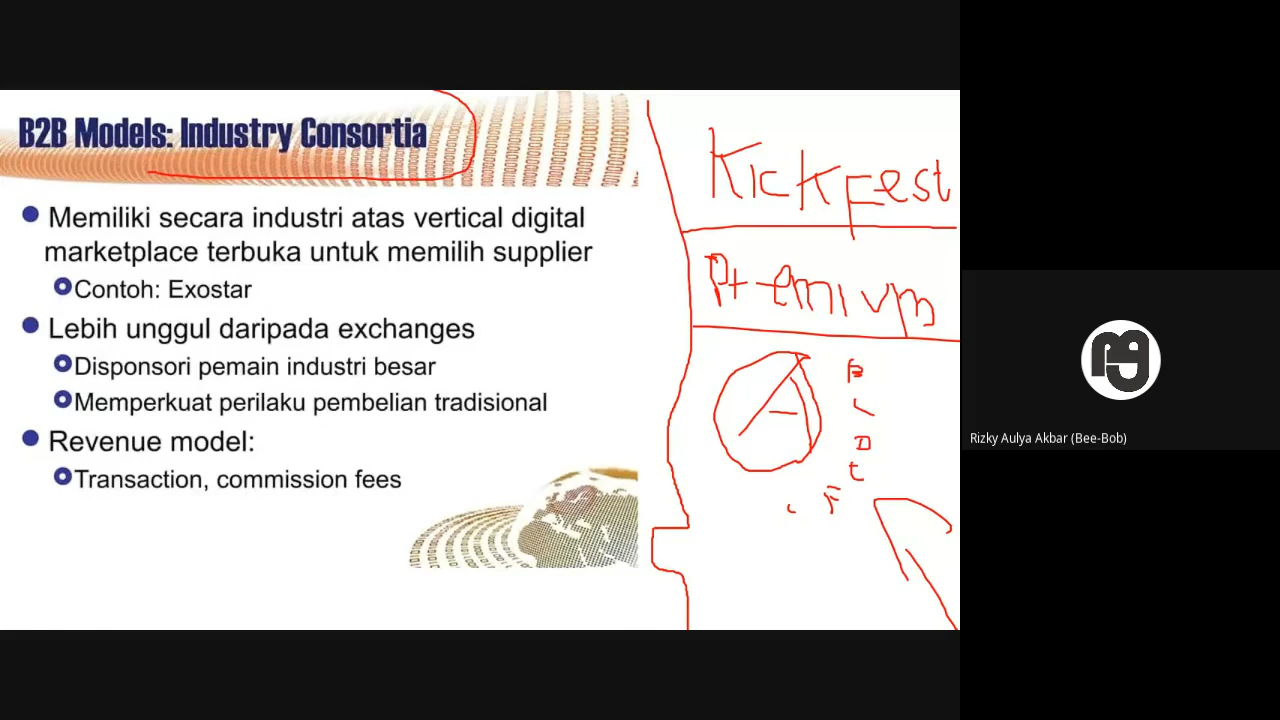 B2B Models: Industry Consortia
Memiliki secara industri atas vertical digital
marketplace terbuka untuk memilih supplier
Contoh: Exostar
Lebih unggul daripada exchanges
Disponsori pemain industri besar
Memperkuat perilaku pembelian tradisional
Revenue model:
Transaction, commission fees
KickFest
Premium
A
B
L
D
C
L F
Rizky Aulya Akbar (Bee-Bob)